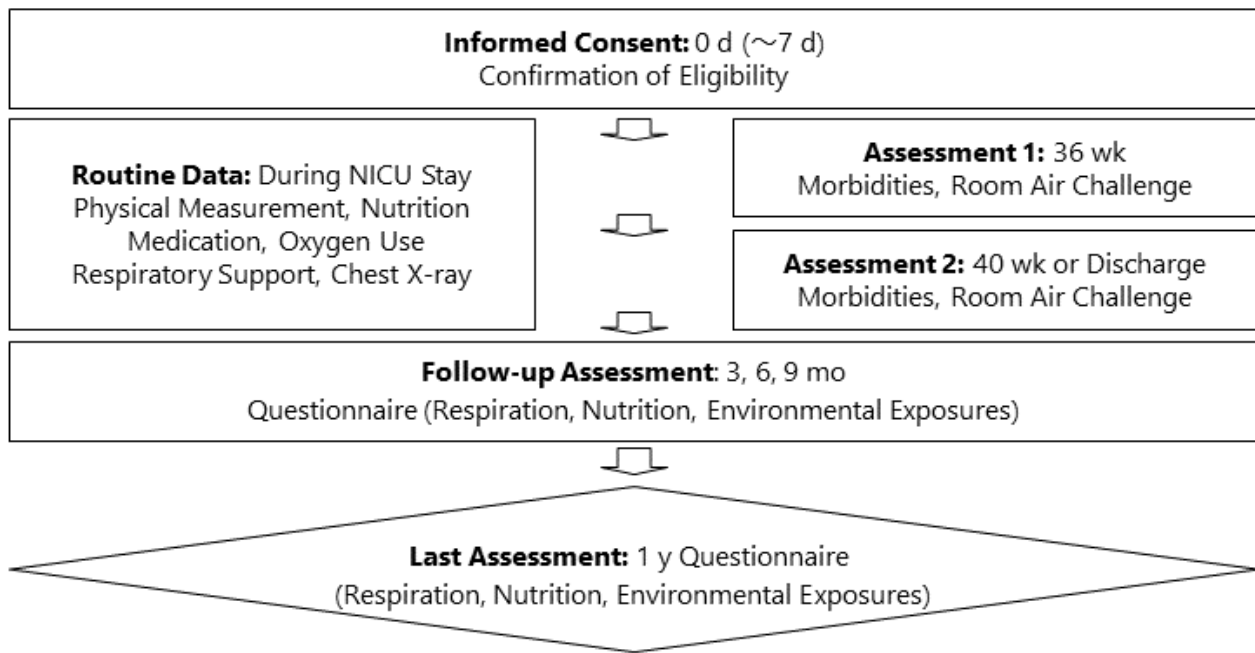 Informed Consent: 0 d (～7 d)
Confirmation of Eligibility
Routine Data: During NICU Stay
Physical Measurement, Nutrition
Medication, Oxygen Use
Respiratory Support, Chest X-ray
Assessment 1: 36 wk
Morbidities, Room Air Challenge
Assessment 2: 40 wk or Discharge
Morbidities, Room Air Challenge
Follow-up Assessment: 3, 6, 9 mo
Questionnaire (Respiration, Nutrition, Environmental Exposures)
Last Assessment: 1 y Questionnaire
(Respiration, Nutrition, Environmental Exposures)